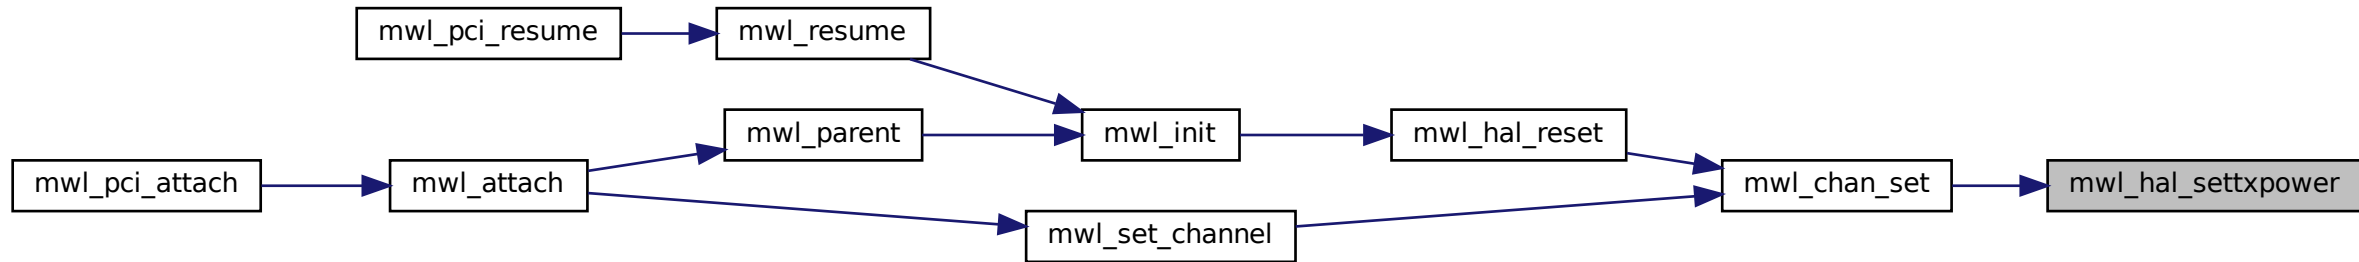 mwl_pci_resume
mwl_resume
mwl_parent
mwl_init
mwl_hal_reset
mwl_pci_attach
mwl_attach
mwl_chan_set
mwl_hal_settxpower
mwl_set_channel